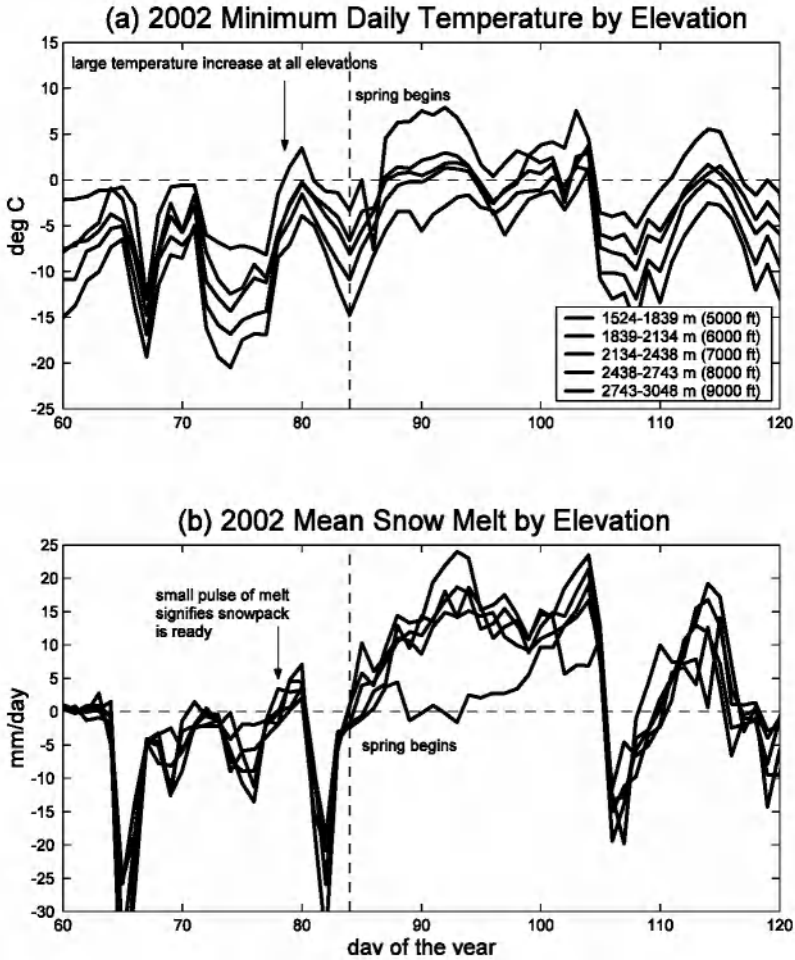 (a) 2002 Minimum Daily Temperature by Elevation
15
10
5
0
-5
-10
-15
-20
-25
deg C
large temperature increase at all elevations
spring begins
1524-1839 m (5000 ft)
1839-2134 m (6000 ft)
2134-2438 m (7000 ft)
2438-2743 m (8000 ft)
2743-3048 m (9000 ft)
60 70 80 90 100 110 120
(b) 2002 Mean Snow Melt by Elevation
25
20
15
10
5
0
-5
-10
-15
-20
-25
-30
mm/day
small pulse of melt
signifies snowpack
is ready
spring begins
60 70 80 90 100 110 120
day of the year